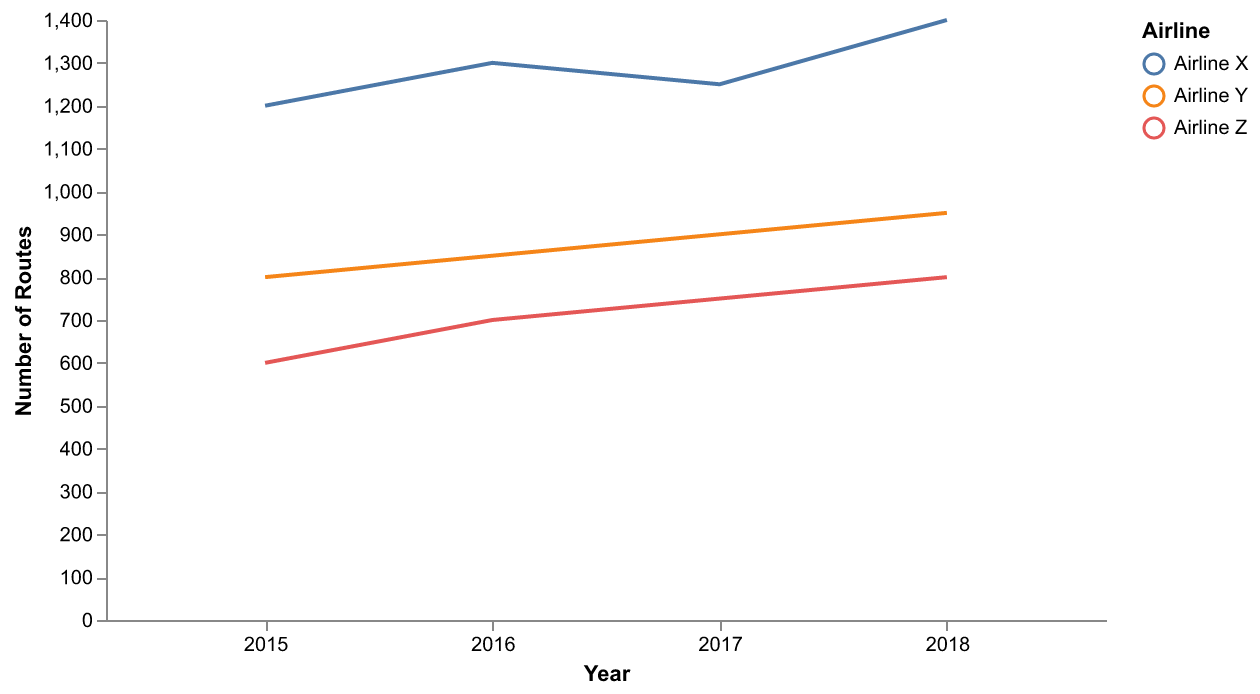 1,400
1,300
1,200
1,100
1,000
900
800
700
600
500
400
300
200
100
0
Number of Routes
2015 2016 2017 2018
Year
Airline
Airline X
Airline Y
Airline Z